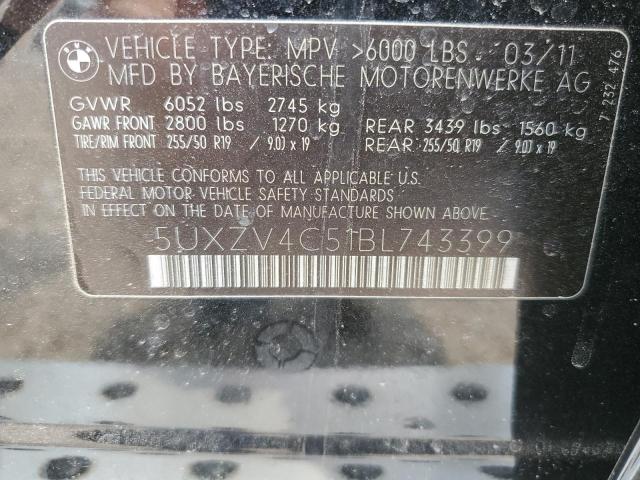 BMW
VEHICLE TYPE: MPV >6000 LBS 03/11
MFD BY BAYERISCHE MOTORENWERKE AG
GVWR 6052 lbs 2745 kg
GAWR FRONT 2800 lbs 1270 kg REAR 3439 lbs 1560 kg
TIRE/RIM FRONT 255/50 R19 / 9.0J x 19 REAR 255/50 R19 / 9.0J x 19
THIS VEHICLE CONFORMS TO ALL APPLICABLE U.S.
FEDERAL MOTOR VEHICLE SAFETY STANDARDS
IN EFFECT ON THE DATE OF MANUFACTURE SHOWN ABOVE.
5UXZV4C51BL743399
7 232 476